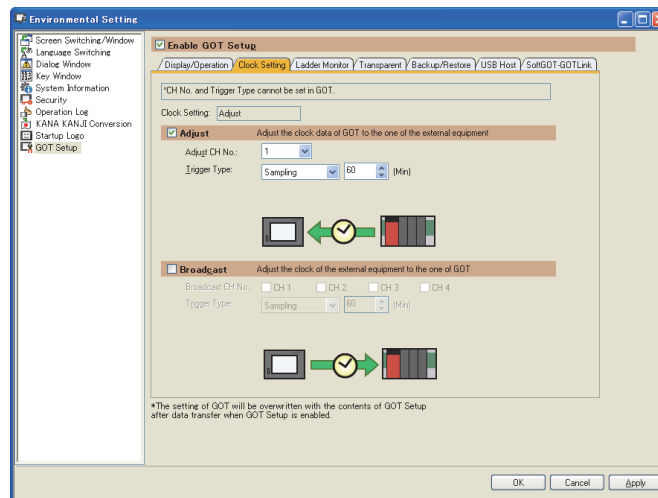 Environmental Setting
Screen Switching/Window
Language Switching
Dialog Window
Key Window
System Information
Security
Operation Log
KANA KANJI Conversion
Startup Logo
GOT Setup
Enable GOT Setup
Display/Operation Clock Setting Ladder Monitor Transparent Backup/Restore USB Host SoftGOT-GOTLink
*CH No. and Trigger Type cannot be set in GOT.
Clock Setting: Adjust
Adjust Adjust the clock data of GOT to the one of the external equipment
Adjust CH No.: 1
Trigger Type: Sampling 60 (Min)
Broadcast Adjust the clock of the external equipment to the one of GOT
Broadcast CH No.: CH 1 CH 2 CH 3 CH 4
Trigger Type: Sampling 60 (Min)
*The setting of GOT will be overwritten with the contents of GOT Setup
after data transfer when GOT Setup is enabled.
OK Cancel Apply